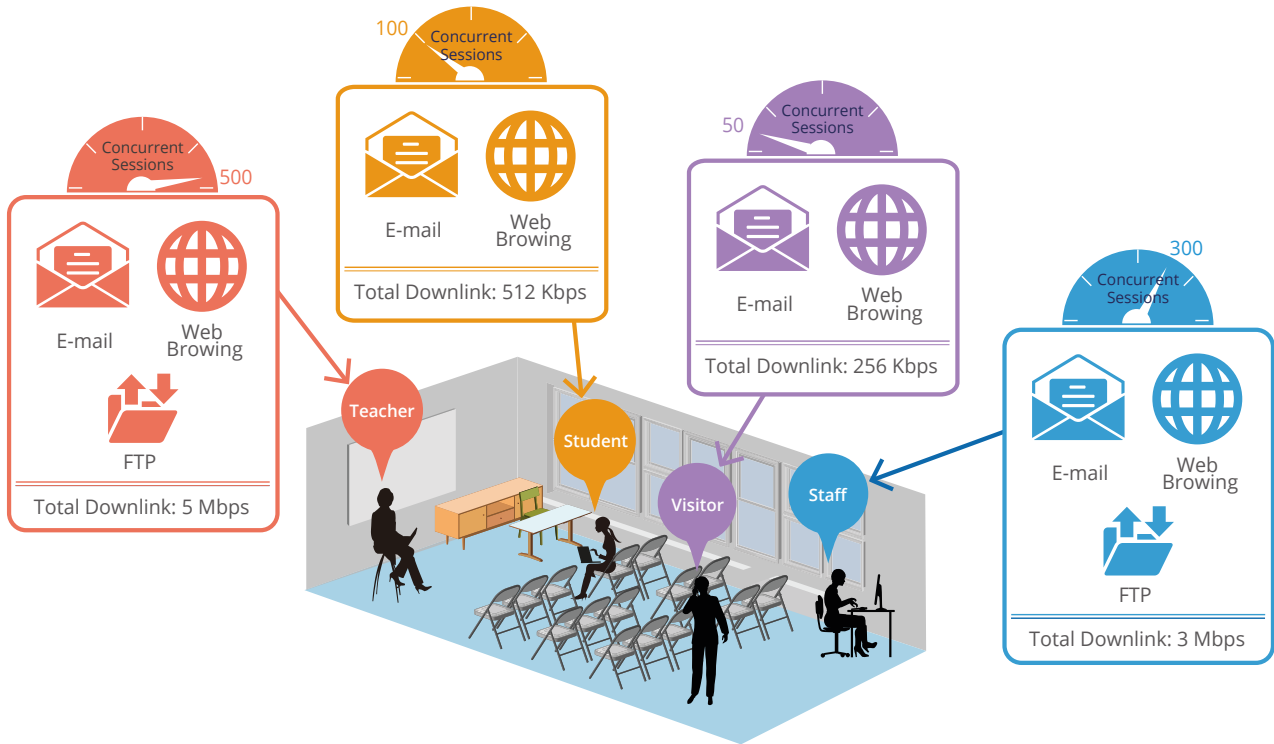 500
Concurrent
Sessions
E-mail
Web
Browing
FTP
Total Downlink: 5 Mbps
100
Concurrent
Sessions
E-mail
Web
Browing
Total Downlink: 512 Kbps
50
Concurrent
Sessions
E-mail
Web
Browing
Total Downlink: 256 Kbps
300
Concurrent
Sessions
E-mail
Web
Browing
FTP
Total Downlink: 3 Mbps
Teacher
Student
Visitor
Staff